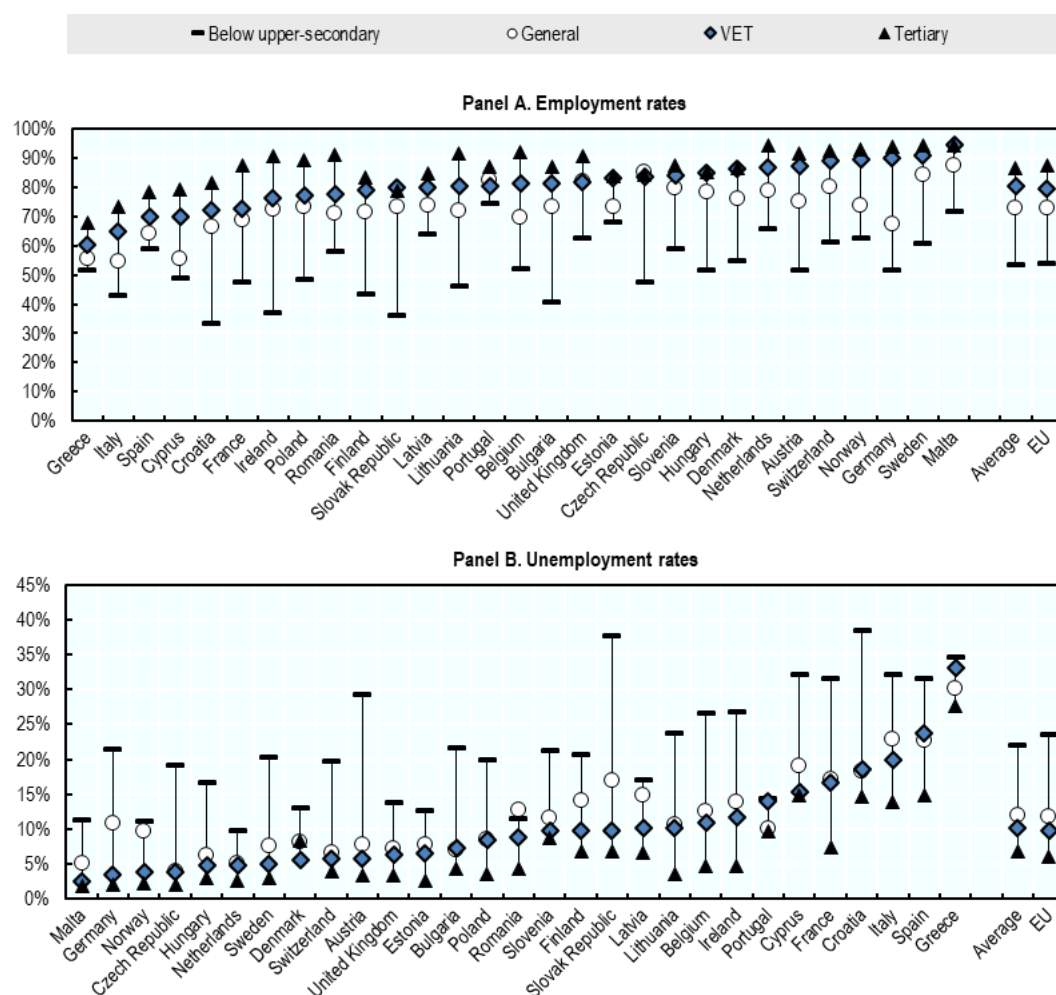 Below upper-secondary General VET Tertiary
Panel A. Employment rates
100%
90%
80%
70%
60%
50%
40%
30%
20%
10%
0%
Greece
Italy
Spain
Cyprus
Croatia
France
Ireland
Poland
Romania
Finland
Slovak Republic
Latvia
Lithuania
Portugal
Belgium
Bulgaria
United Kingdom
Estonia
Czech Republic
Slovenia
Hungary
Denmark
Netherlands
Austria
Switzerland
Norway
Germany
Sweden
Malta
Average
EU
Panel B. Unemployment rates
45%
40%
35%
30%
25%
20%
15%
10%
5%
0%
Malta
Germany
Norway
Czech Republic
Hungary
Netherlands
Sweden
Denmark
Switzerland
Austria
United Kingdom
Estonia
Bulgaria
Poland
Romania
Slovenia
Finland
Slovak Republic
Latvia
Lithuania
Belgium
Ireland
Portugal
Cyprus
France
Croatia
Italy
Spain
Greece
Average
EU